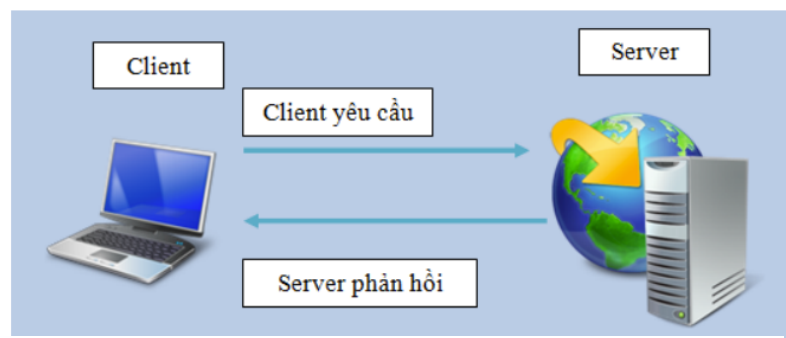 Client
Server
Client yêu cầu
Server phản hồi